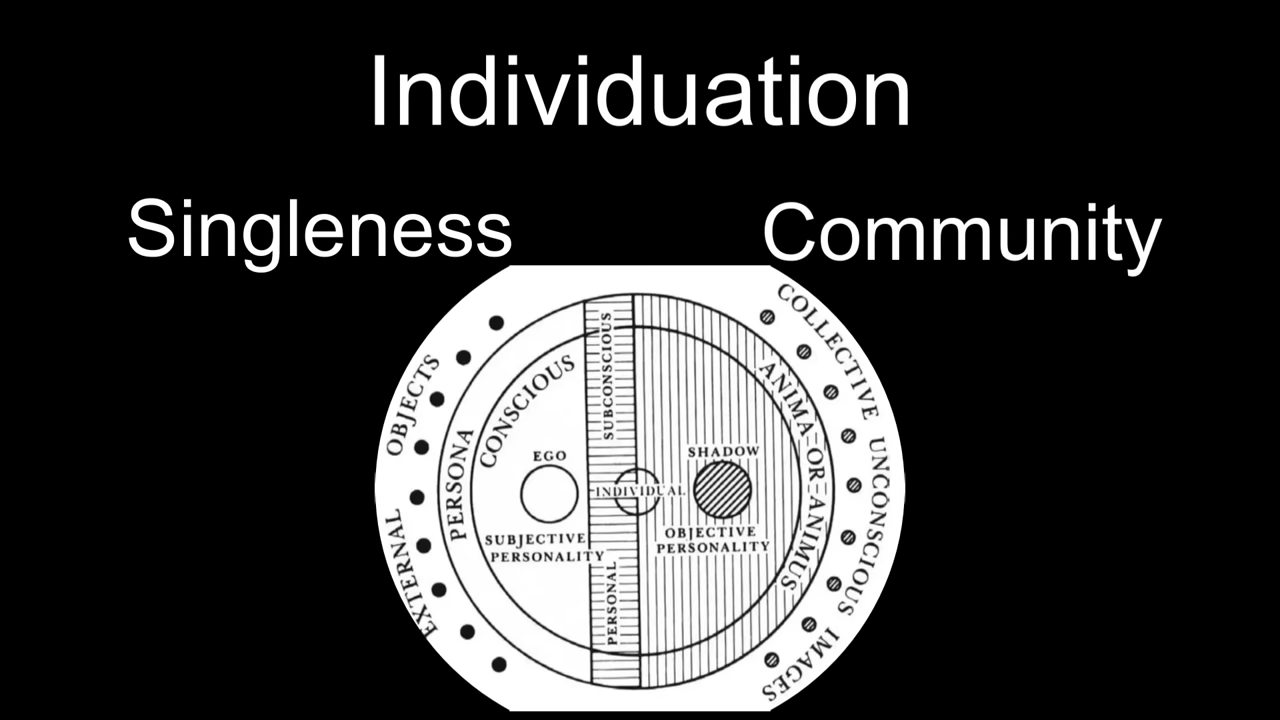 Individuation
Singleness
Community
EXTERNAL OBJECTS
PERSONA
CONSCIOUS
EGO
SUBJECTIVE
PERSONALITY
PERSONAL SUBCONSCIOUS
INDIVIDUAL
SHADOW
OBJECTIVE
PERSONALITY
ANIMA OR ANIMUS
COLLECTIVE UNCONSCIOUS IMAGES